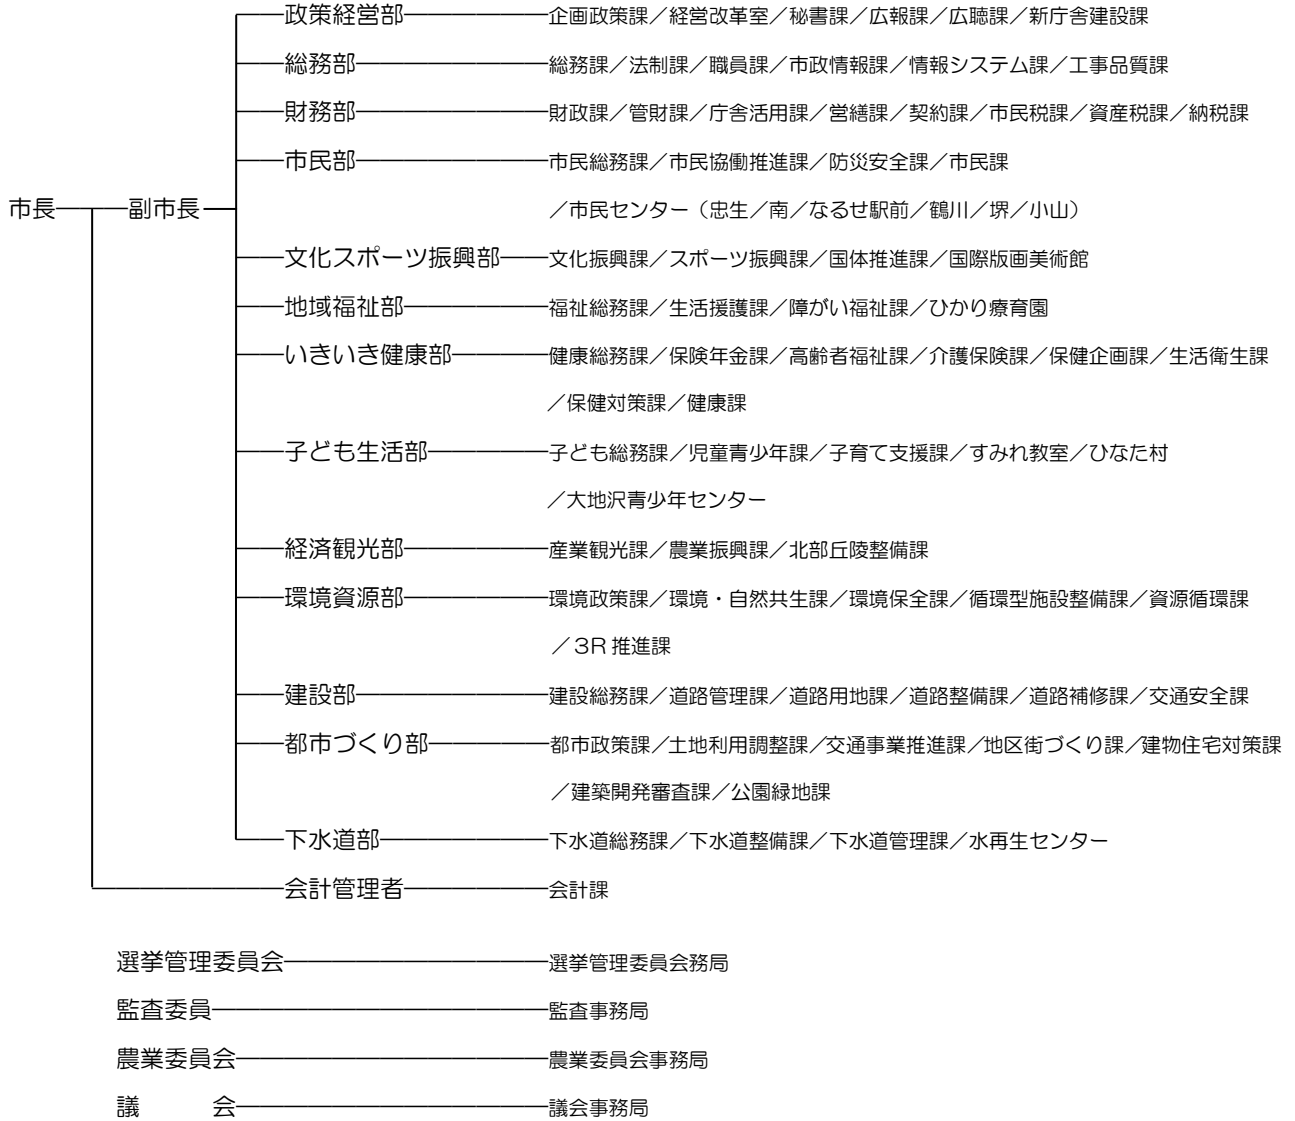 政策経営部 企画政策課／経営改革室／秘書課／広報課／広聴課／新庁舎建設課
総務部 総務課／法制課／職員課／市政情報課／情報システム課／工事品質課
財務部 財政課／管財課／庁舎活用課／営繕課／契約課／市民税課／資産税課／納税課
市民部 市民総務課／市民協働推進課／防災安全課／市民課
市長 副市長 ／市民センター（忠生／南／なるせ駅前／鶴川／堺／小山）
文化スポーツ振興部 文化振興課／スポーツ振興課／国体推進課／国際版画美術館
地域福祉部 福祉総務課／生活援護課／障がい福祉課／ひかり療育園
いきいき健康部 健康総務課／保険年金課／高齢者福祉課／介護保険課／保健企画課／生活衛生課
／保健対策課／健康課
子ども生活部 子ども総務課／児童青少年課／子育て支援課／すみれ教室／ひなた村
／大地沢青少年センター
経済観光部 産業観光課／農業振興課／北部丘陵整備課
環境資源部 環境政策課／環境・自然共生課／環境保全課／循環型施設整備課／資源循環課
／3R 推進課
建設部 建設総務課／道路管理課／道路用地課／道路整備課／道路補修課／交通安全課
都市づくり部 都市政策課／土地利用調整課／交通事業推進課／地区街づくり課／建物住宅対策課
／建築開発審査課／公園緑地課
下水道部 下水道総務課／下水道整備課／下水道管理課／水再生センター
会計管理者 会計課
選挙管理委員会 選挙管理委員会務局
監査委員 監査事務局
農業委員会 農業委員会事務局
議　　　会 議会事務局